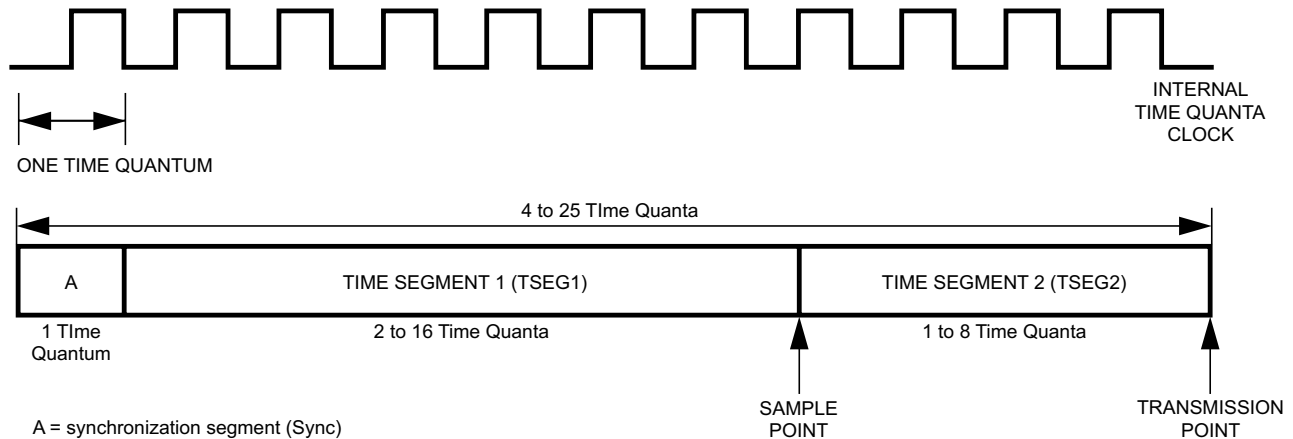 INTERNAL
TIME QUANTA
CLOCK
ONE TIME QUANTUM
4 to 25 TIme Quanta
A
TIME SEGMENT 1 (TSEG1)
TIME SEGMENT 2 (TSEG2)
1 TIme
Quantum
2 to 16 Time Quanta
1 to 8 Time Quanta
A = synchronization segment (Sync)
SAMPLE
POINT
TRANSMISSION
POINT